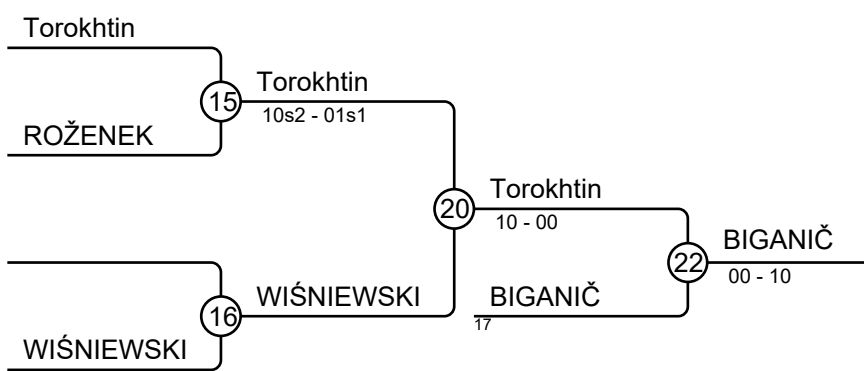 Torokhtin
15
Torokhtin
10s2 - 01s1
ROŽENEK
20
Torokhtin
10 - 00
22
BIGANIČ
00 - 10
16
WIŚNIEWSKI
BIGANIČ
17
WIŚNIEWSKI